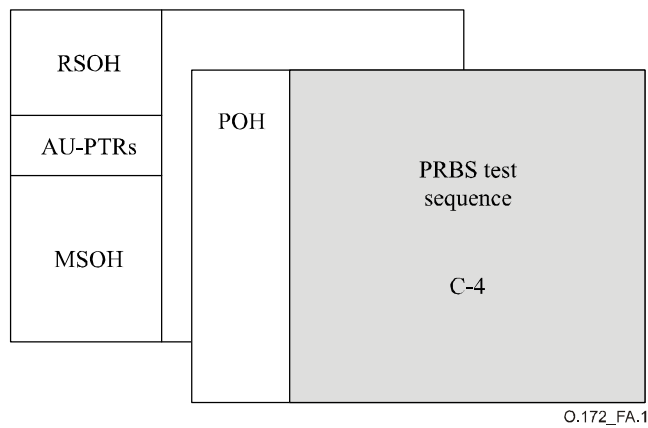 RSOH
AU-PTRs
MSOH
POH
PRBS test
sequence
C-4
O.172_FA.1